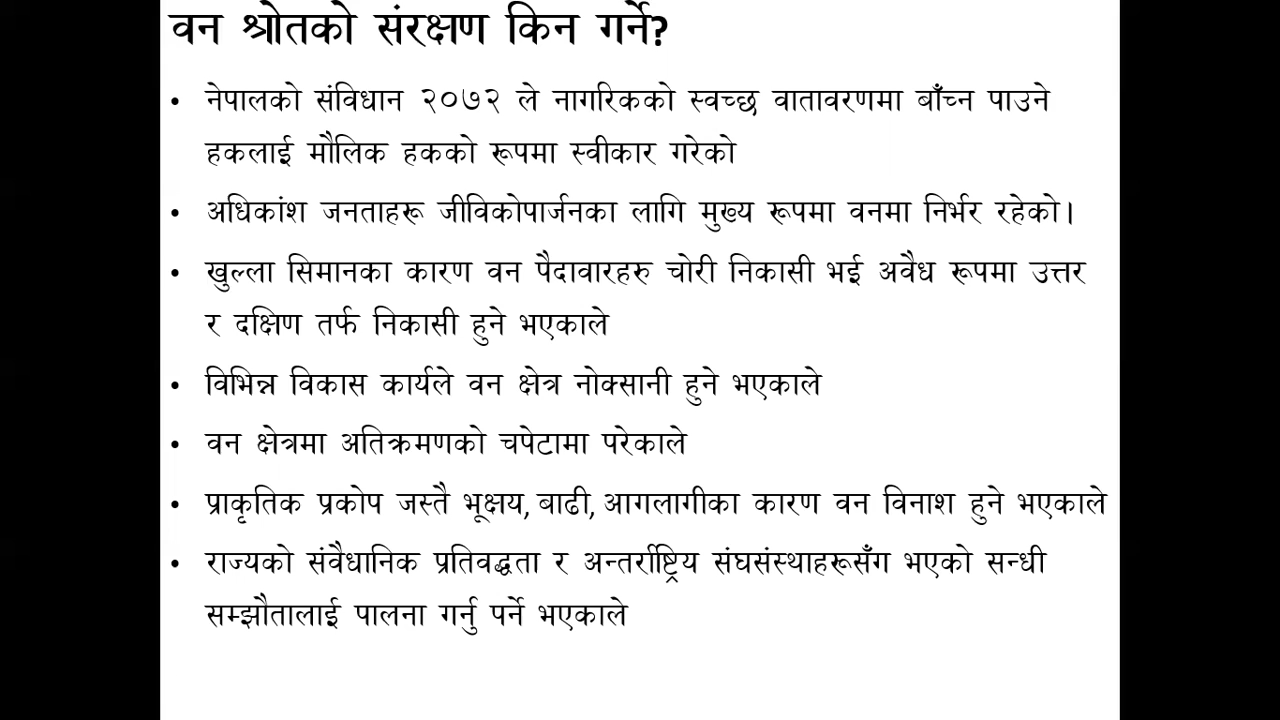 वन श्रोतको संरक्षण किन गर्ने?
• नेपालको संविधान २०७२ ले नागरिकको स्वच्छ वातावरणमा बाँच्न पाउने
हकलाई मौलिक हकको रूपमा स्वीकार गरेको
• अधिकांश जनताहरू जीविकोपार्जनका लागि मुख्य रूपमा वनमा निर्भर रहेको।
• खुल्ला सिमानका कारण वन पैदावारहरु चोरी निकासी भई अवैध रूपमा उत्तर
र दक्षिण तर्फ निकासी हुने भएकाले
• विभिन्न विकास कार्यले वन क्षेत्र नोक्सानी हुने भएकाले
• वन क्षेत्रमा अतिक्रमणको चपेटामा परेकाले
• प्राकृतिक प्रकोप जस्तै भूक्षय, बाढी, आगलागीका कारण वन विनाश हुने भएकाले
• राज्यको संवैधानिक प्रतिवद्धता र अन्तर्राष्ट्रिय संघसंस्थाहरूसँग भएको सन्धी
सम्झौतालाई पालना गर्नु पर्ने भएकाले